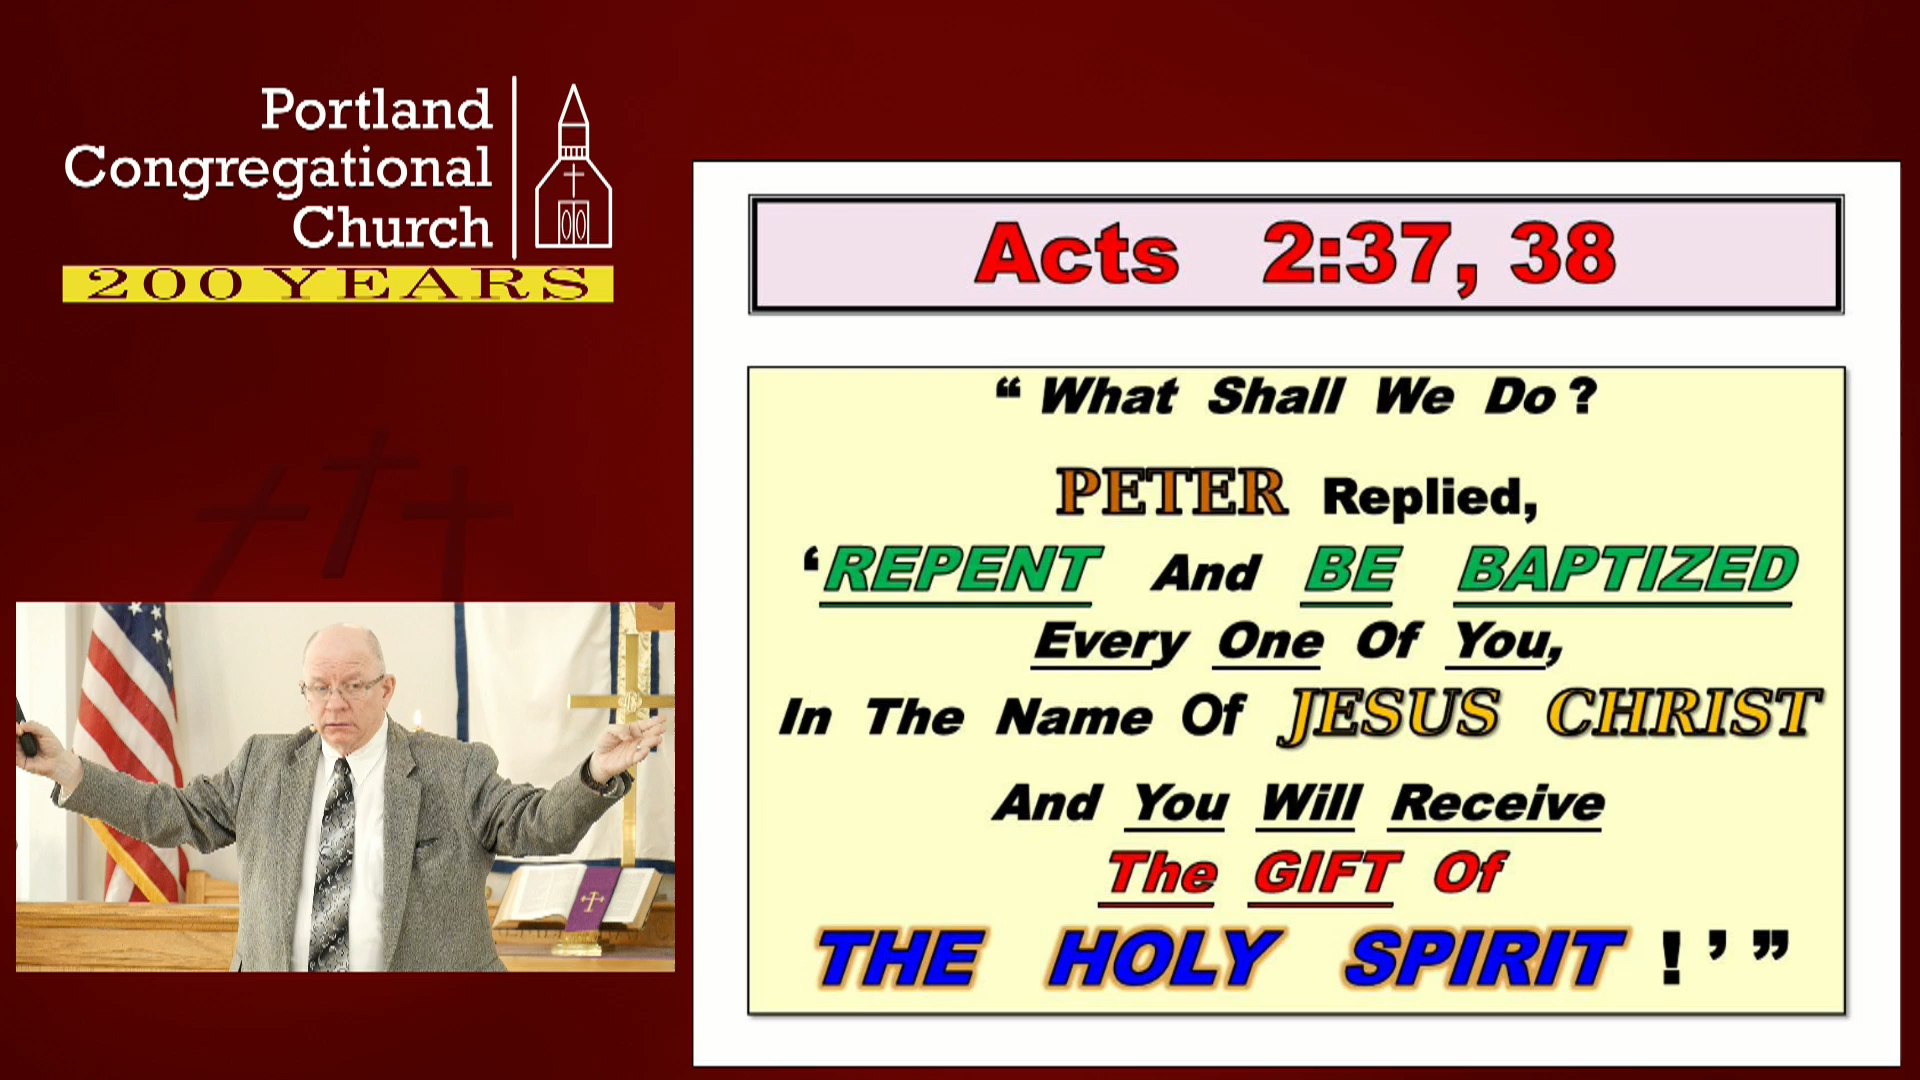 Portland
Congregational
Church
200 YEARS
Acts 2:37, 38
“ What Shall We Do ?
PETER Replied,
‘REPENT And BE BAPTIZED
Every One Of You,
In The Name Of JESUS CHRIST
And You Will Receive
The GIFT Of
THE HOLY SPIRIT ! ’ ”